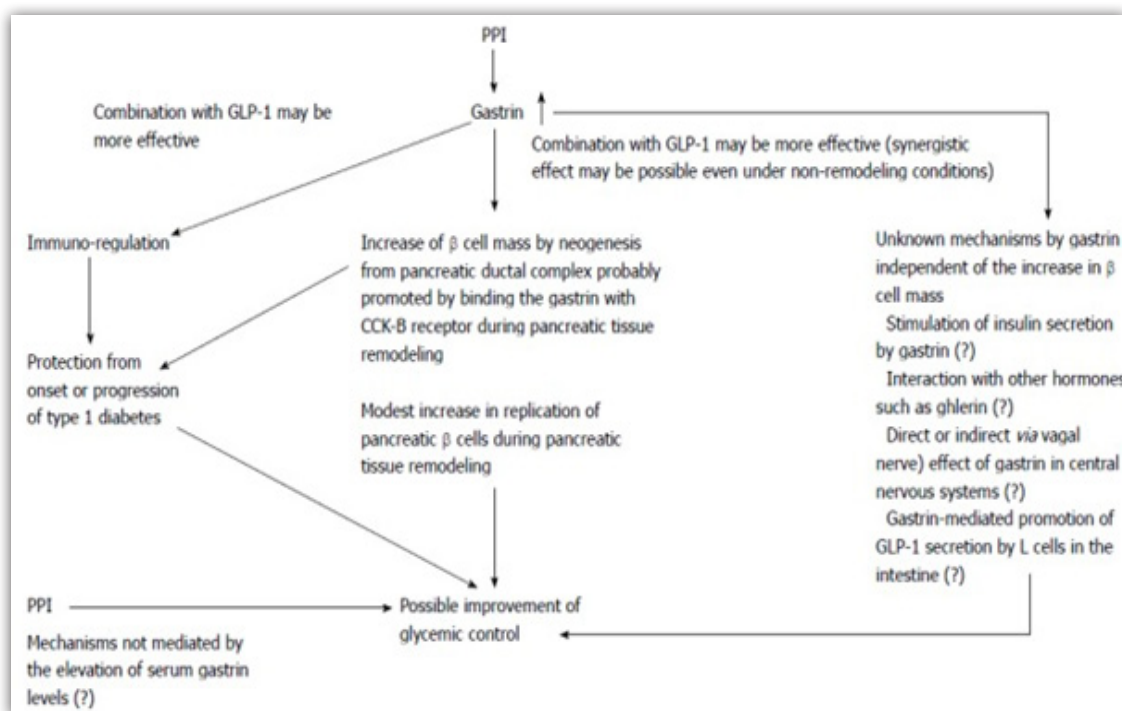 PPI
Combination with GLP-1 may be
more effective
Gastrin
Combination with GLP-1 may be more effective (synergistic
effect may be possible even under non-remodeling conditions)
Immuno-regulation
Increase of β cell mass by neogenesis
from pancreatic ductal complex probably
promoted by binding the gastrin with
CCK-B receptor during pancreatic tissue
remodeling
Unknown mechanisms by gastrin
independent of the increase in β
cell mass
Stimulation of insulin secretion
by gastrin (?)
Interaction with other hormones
such as ghlerin (?)
Direct or indirect via vagal
nerve) effect of gastrin in central
nervous systems (?)
Gastrin-mediated promotion of
GLP-1 secretion by L cells in the
intestine (?)
Protection from
onset or progression
of type 1 diabetes
Modest increase in replication of
pancreatic β cells during pancreatic
tissue remodeling
PPI
Mechanisms not mediated by
the elevation of serum gastrin
levels (?)
Possible improvement of
glycemic control